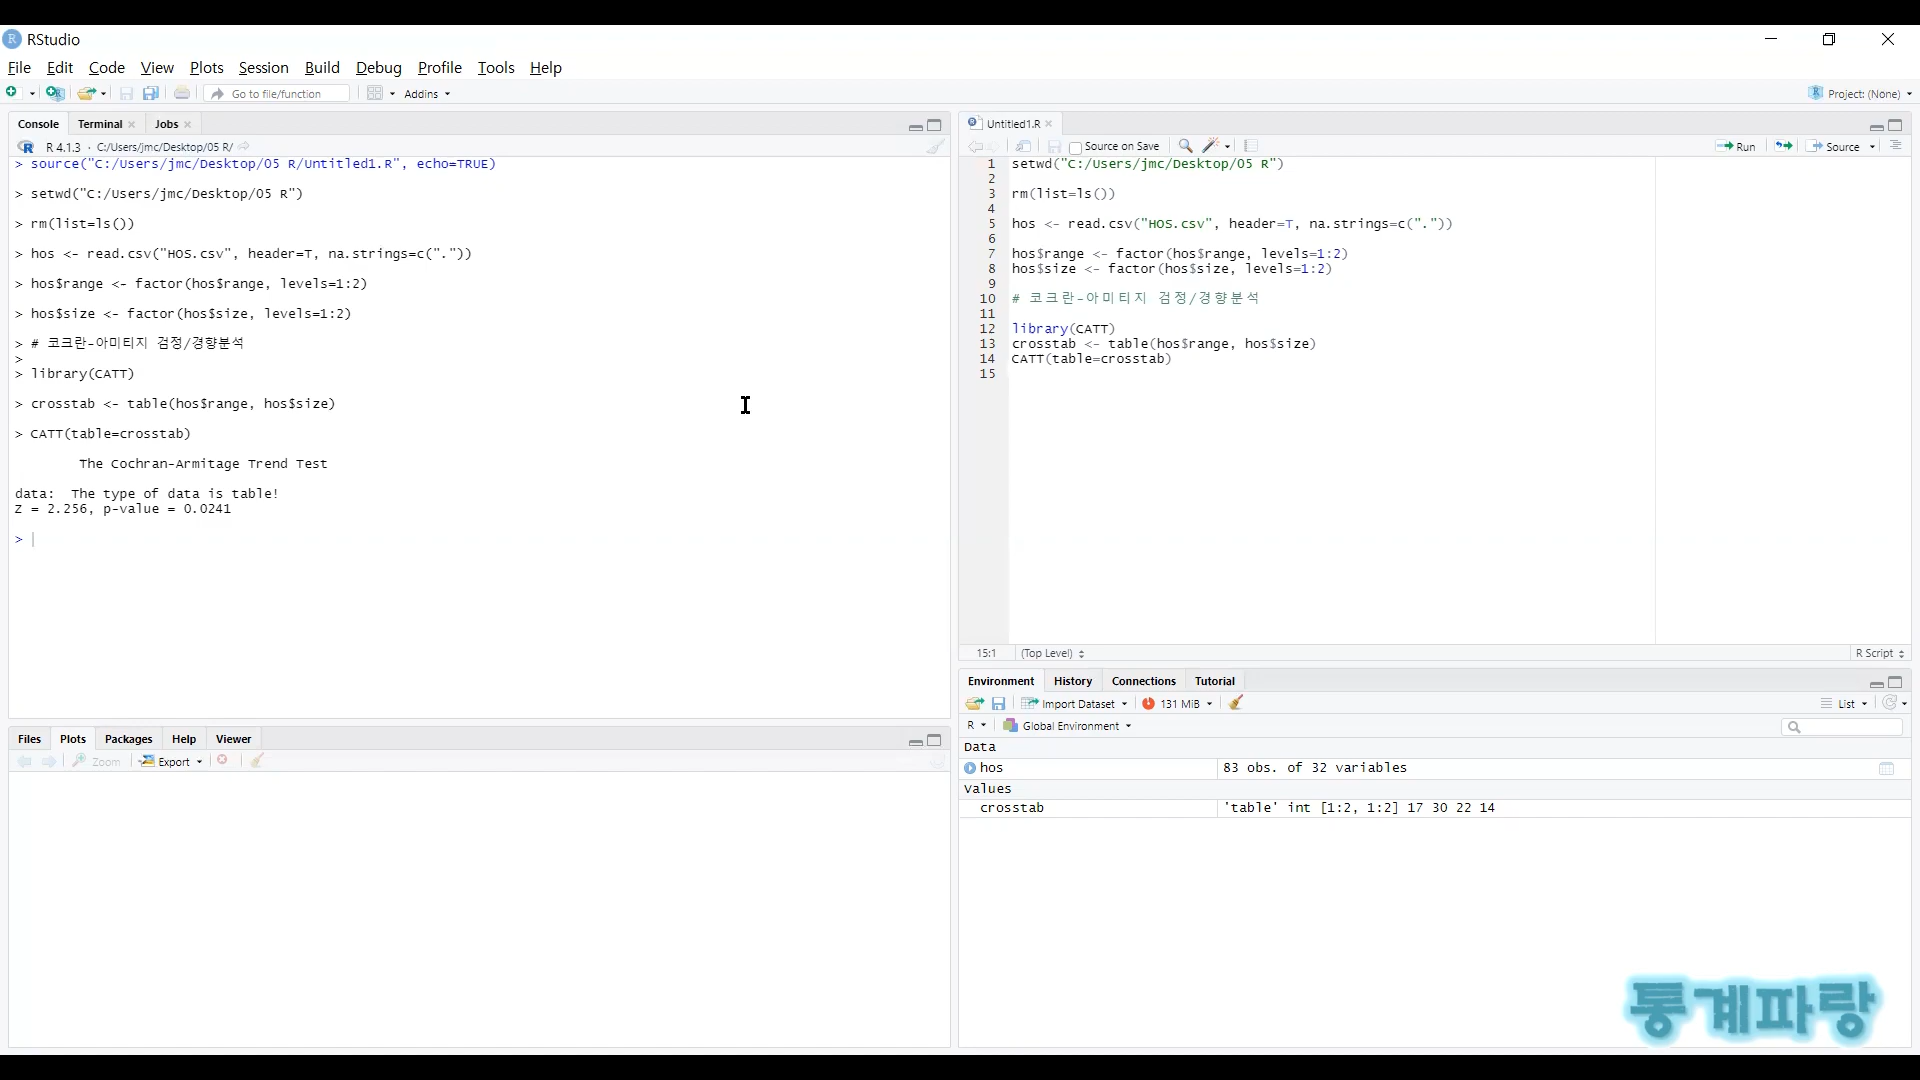 RStudio
File Edit Code View Plots Session Build Debug Profile Tools Help
Go to file/function Addins Project: (None)
Console Terminal Jobs
R 4.1.3 · C:/Users/jmc/Desktop/05 R/
> source("C:/Users/jmc/Desktop/05 R/Untitled1.R", echo=TRUE)
> setwd("C:/Users/jmc/Desktop/05 R")
> rm(list=ls())
> hos <- read.csv("HOS.csv", header=T, na.strings=c("."))
> hos$range <- factor(hos$range, levels=1:2)
> hos$size <- factor(hos$size, levels=1:2)
> # 코크란-아미티지 검정/경향분석
>
> library(CATT)
> crosstab <- table(hos$range, hos$size)
> CATT(table=crosstab)
The Cochran-Armitage Trend Test
data: The type of data is table!
Z = 2.256, p-value = 0.0241
>
Files Plots Packages Help Viewer
Zoom Export
Untitled1.R
Source on Save Run Source
1 setwd("C:/Users/jmc/Desktop/05 R")
2
3 rm(list=ls())
4
5 hos <- read.csv("HOS.csv", header=T, na.strings=c("."))
6
7 hos$range <- factor(hos$range, levels=1:2)
8 hos$size <- factor(hos$size, levels=1:2)
9
10 # 코크란-아미티지 검정/경향분석
11
12 library(CATT)
13 crosstab <- table(hos$range, hos$size)
14 CATT(table=crosstab)
15
15:1 (Top Level) R Script
Environment History Connections Tutorial
Import Dataset 131 MiB List
R Global Environment
Data
hos 83 obs. of 32 variables
Values
crosstab 'table' int [1:2, 1:2] 17 30 22 14
통계파랑